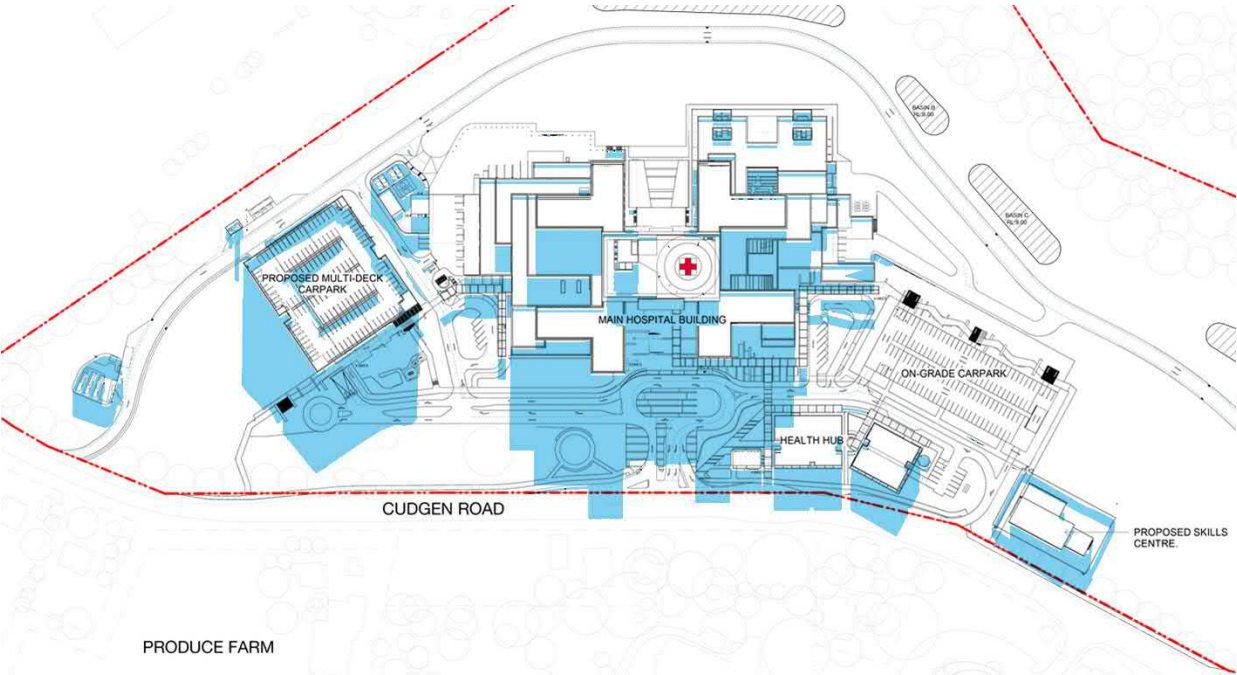 BASIN B
RL:9.00
BASIN C
RL:9.00
PROPOSED MULTI-DECK
CARPARK
MAIN HOSPITAL BUILDING
ON-GRADE CARPARK
HEALTH HUB
CUDGEN ROAD
PROPOSED SKILLS
CENTRE.
PRODUCE FARM